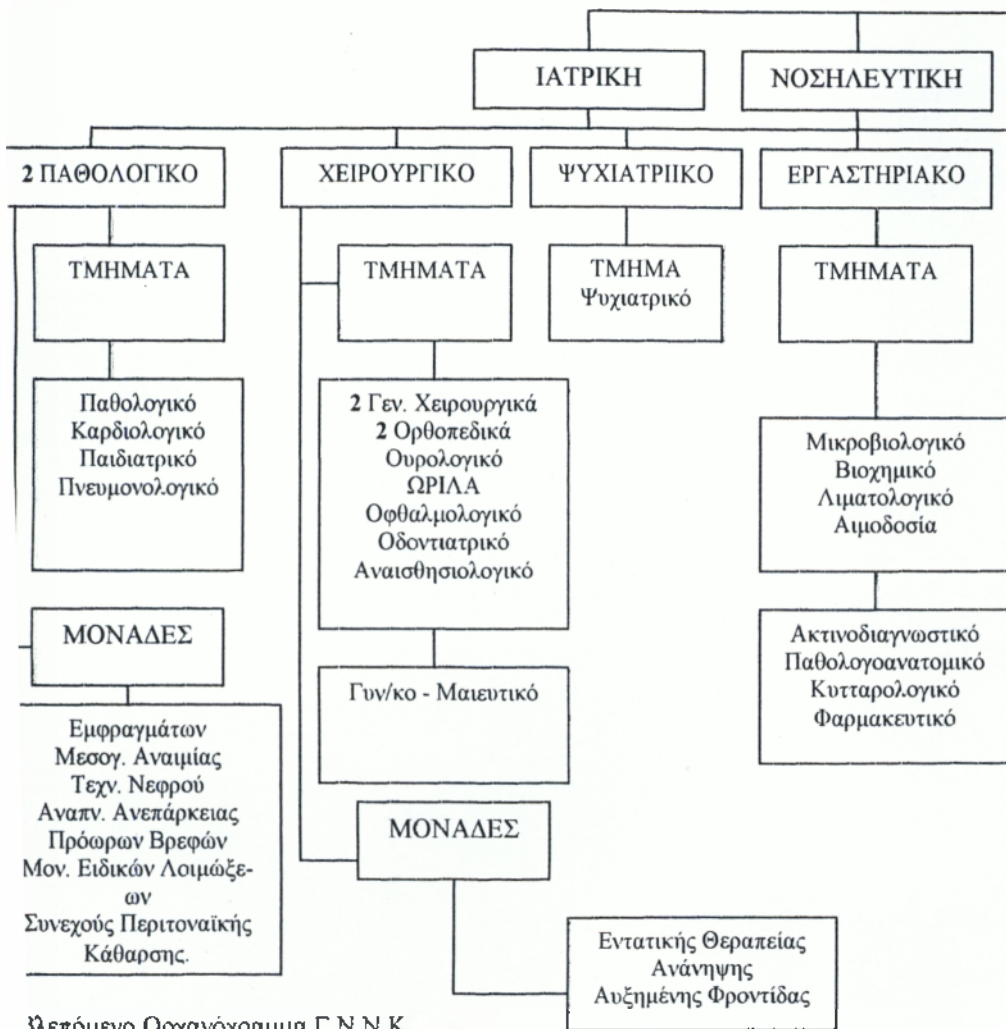 ΙΑΤΡΙΚΗ
ΝΟΣΗΛΕΥΤΙΚΗ
2 ΠΑΘΟΛΟΓΙΚΟ
ΧΕΙΡΟΥΡΓΙΚΟ
ΨΥΧΙΑΤΡΙΙΚΟ
ΕΡΓΑΣΤΗΡΙΑΚΟ
ΤΜΗΜΑΤΑ
ΤΜΗΜΑΤΑ
ΤΜΗΜΑ
Ψυχιατρικό
ΤΜΗΜΑΤΑ
Παθολογικό
Καρδιολογικό
Παιδιατρικό
Πνευμονολογικό
2 Γεν. Χειρουργικά
2 Ορθοπεδικά
Ουρολογικό
ΩΡΙΛΑ
Οφθαλμολογικό
Οδοντιατρικό
Αναισθησιολογικό
Μικροβιολογικό
Βιοχημικό
Λιματολογικό
Αιμοδοσία
ΜΟΝΑΔΕΣ
Γυν/κο - Μαιευτικό
Ακτινοδιαγνωστικό
Παθολογοανατομικό
Κυτταρολογικό
Φαρμακευτικό
Εμφραγμάτων
Μεσογ. Αναιμίας
Τεχν. Νεφρού
Αναπν. Ανεπάρκειας
Πρόωρων Βρεφών
Μον. Ειδικών Λοιμώξε-
ων
Συνεχούς Περιτοναϊκής
Κάθαρσης.
ΜΟΝΑΔΕΣ
Εντατικής Θεραπείας
Ανάνηψης
Αυξημένης Φροντίδας
βλεπόμενο Οργανόγραμμα Γ.Ν.Ν.Κ.